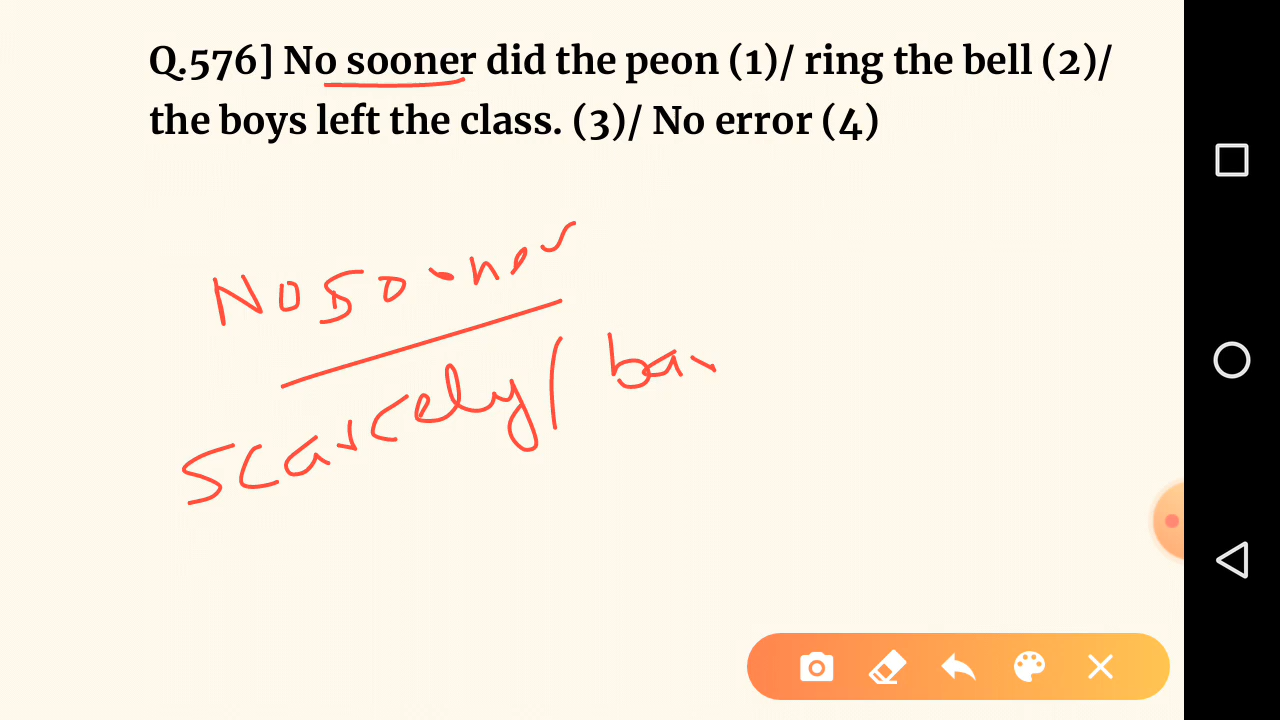 Q.576] No sooner did the peon (1)/ ring the bell (2)/
the boys left the class. (3)/ No error (4)
No sooner
scarcely/ bar